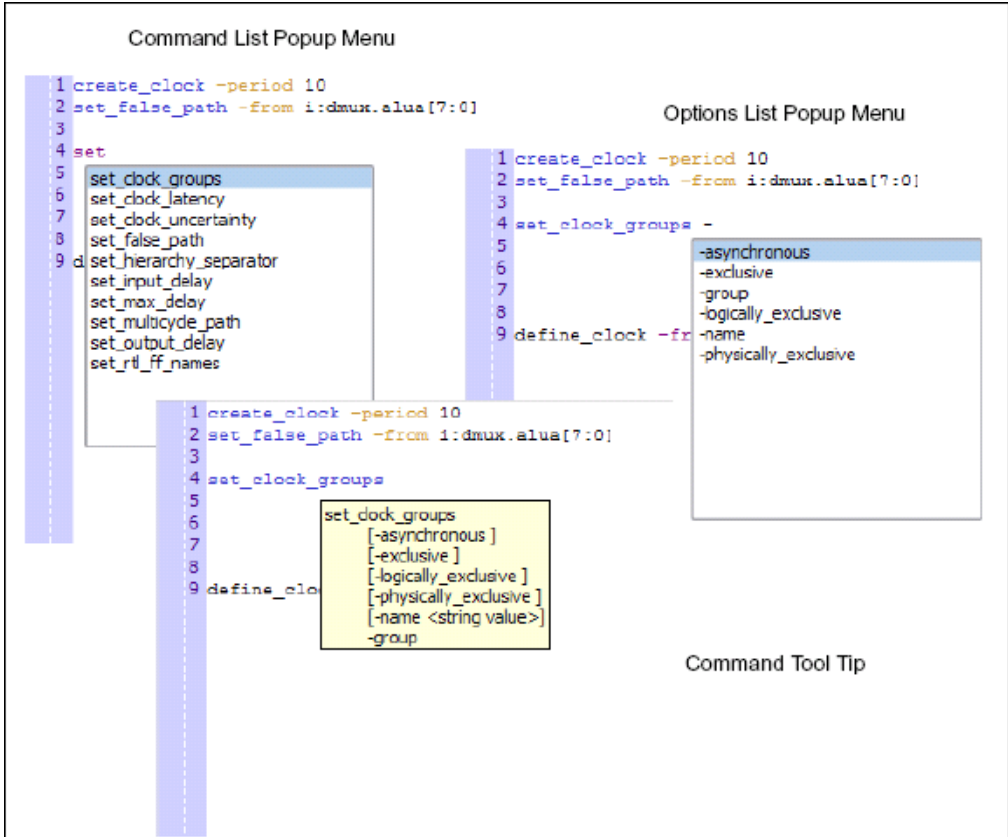 Command List Popup Menu
1 create_clock -period 10
2 set_false_path -from i:dmux.alua[7:0]
3
4 set
5
6
7
8
9 d
set_clock_groups
set_clock_latency
set_clock_uncertainty
set_false_path
set_hierarchy_separator
set_input_delay
set_max_delay
set_multicycle_path
set_output_delay
set_rtl_ff_names
Options List Popup Menu
1 create_clock -period 10
2 set_false_path -from i:dmux.alua[7:0]
3
4 set_clock_groups -
5
6
7
8
9 define_clock -fr
-asynchronous
-exclusive
-group
-logically_exclusive
-name
-physically_exclusive
1 create_clock -period 10
2 set_false_path -from i:dmux.alua[7:0]
3
4 set_clock_groups
5
6
7
8
9 define_clo
set_clock_groups
[-asynchronous ]
[-exclusive ]
[-logically_exclusive ]
[-physically_exclusive ]
[-name <string value>]
-group
Command Tool Tip